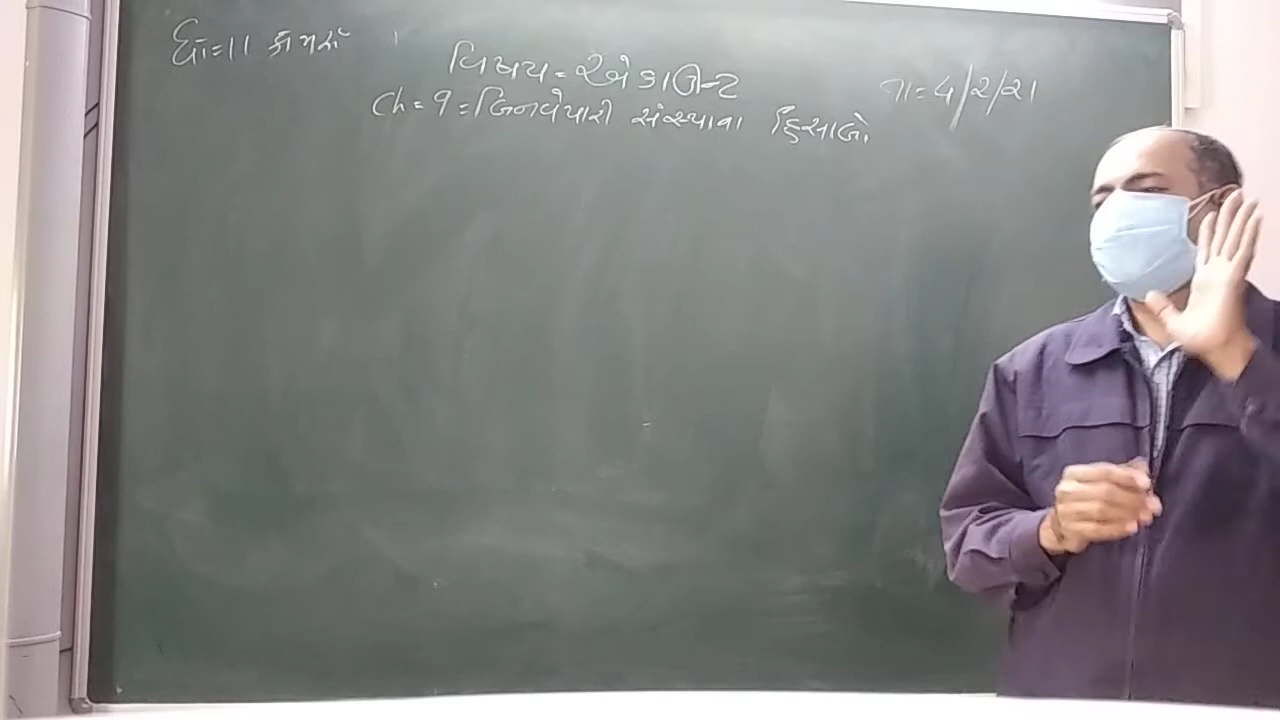 ધો=11 કોમર્સ
વિષય = એકાઉન્ટ
તા=4/2/21
Ch = 9 = બિનવેપારી સંસ્થાના હિસાબો.